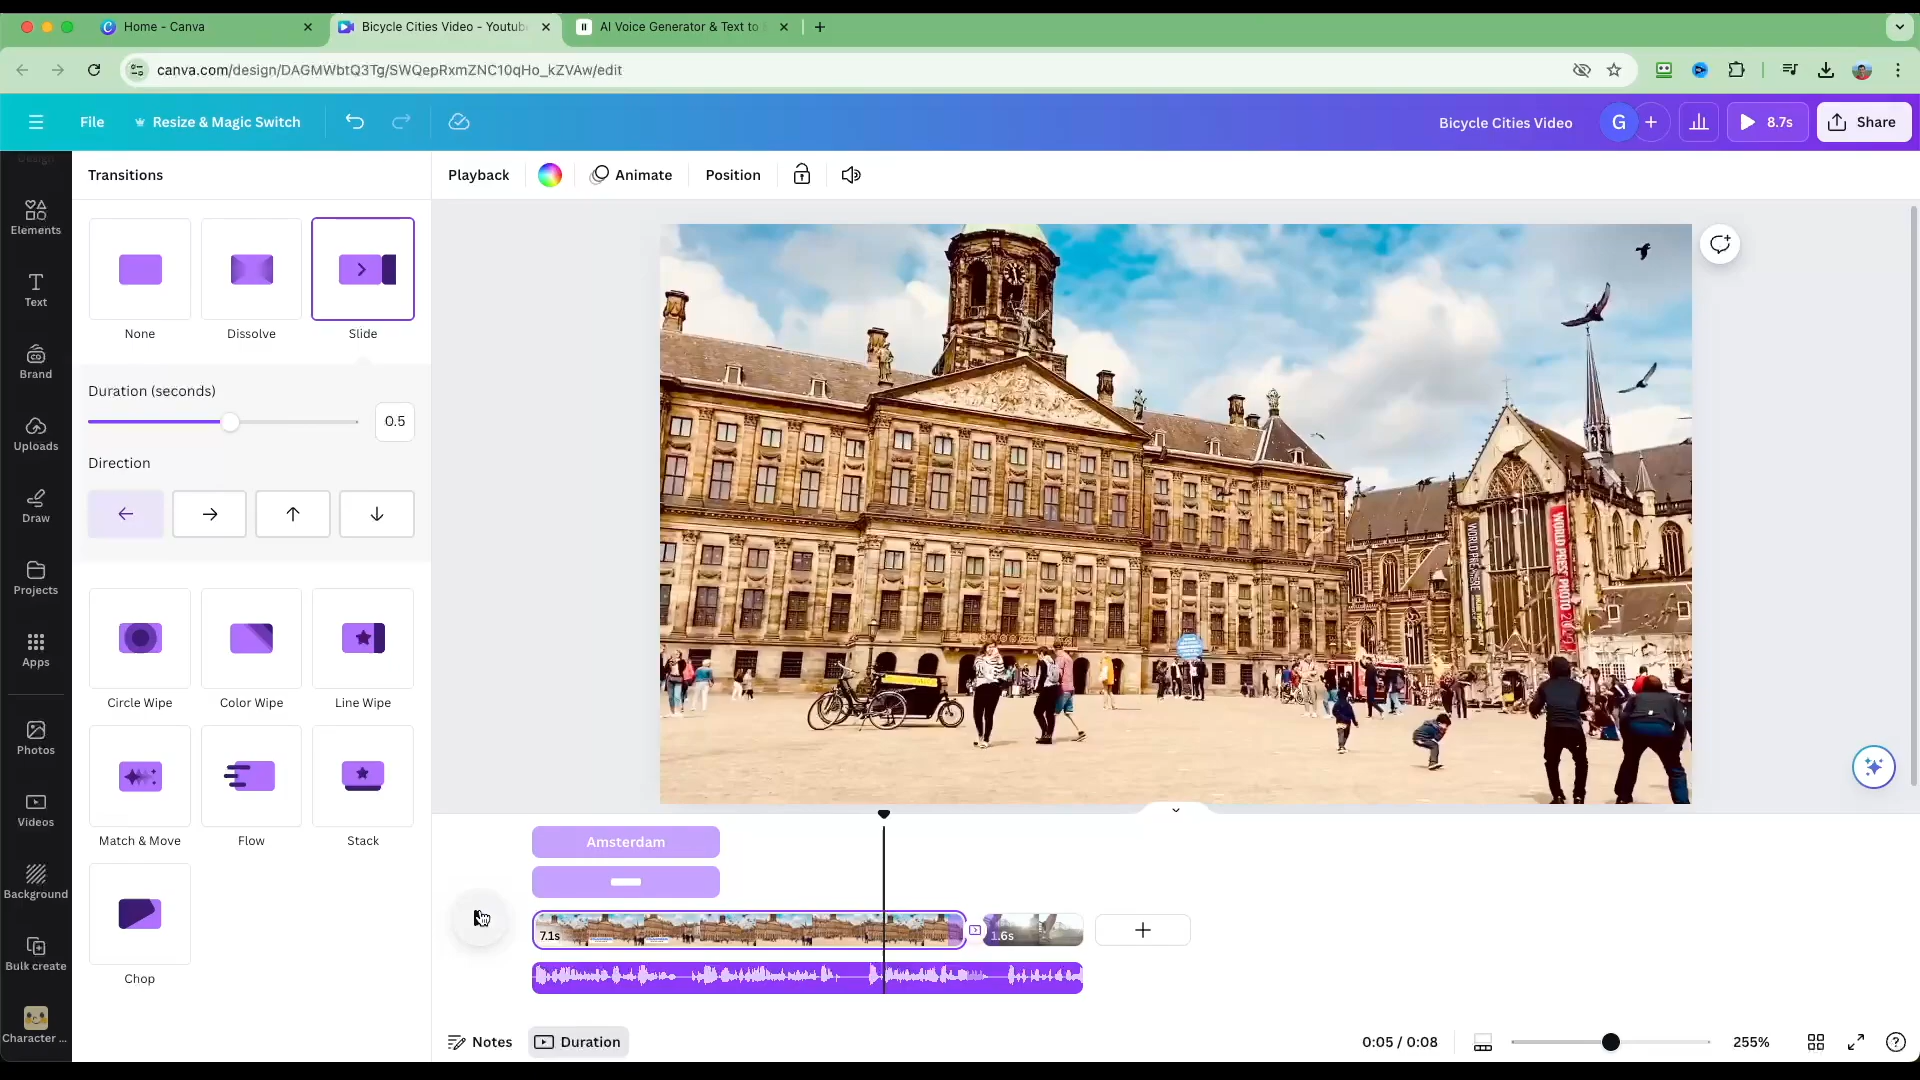 Home - Canva
Bicycle Cities Video - Youtub
AI Voice Generator & Text to
canva.com/design/DAGMWbtQ3Tg/SWQepRxmZNC10qHo_kZVAw/edit
File
Resize & Magic Switch
Bicycle Cities Video
G
8.7s
Share
Transitions
Playback
Animate
Position
Elements
Text
Brand
Uploads
Draw
Projects
Apps
Photos
Videos
Background
Bulk create
Character ...
None
Dissolve
Slide
Duration (seconds)
0.5
Direction
Circle Wipe
Color Wipe
Line Wipe
Match & Move
Flow
Stack
Chop
WORLD PRESS PHOTO
Amsterdam
7.1s
1.6s
Notes
Duration
0:05 / 0:08
255%